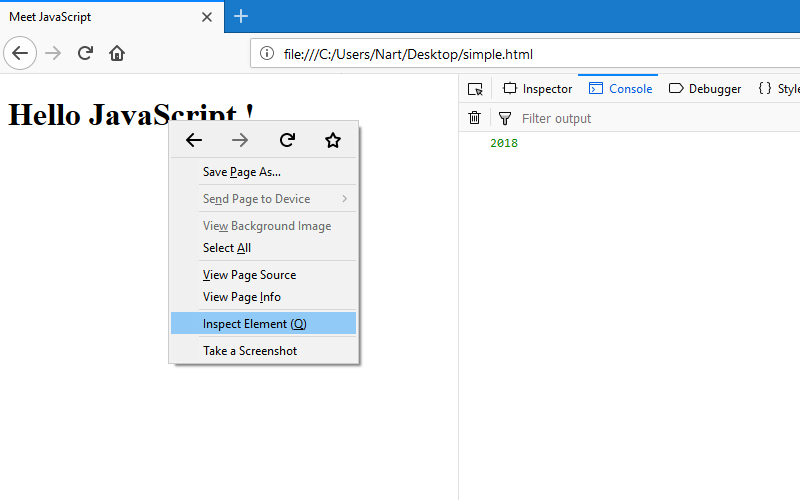 Meet JavaScript
file:///C:/Users/Nart/Desktop/simple.html
Inspector Console Debugger { }
Filter output
2018
Hello JavaScript !
Save Page As...
Send Page to Device
View Background Image
Select All
View Page Source
View Page Info
Inspect Element (Q)
Take a Screenshot